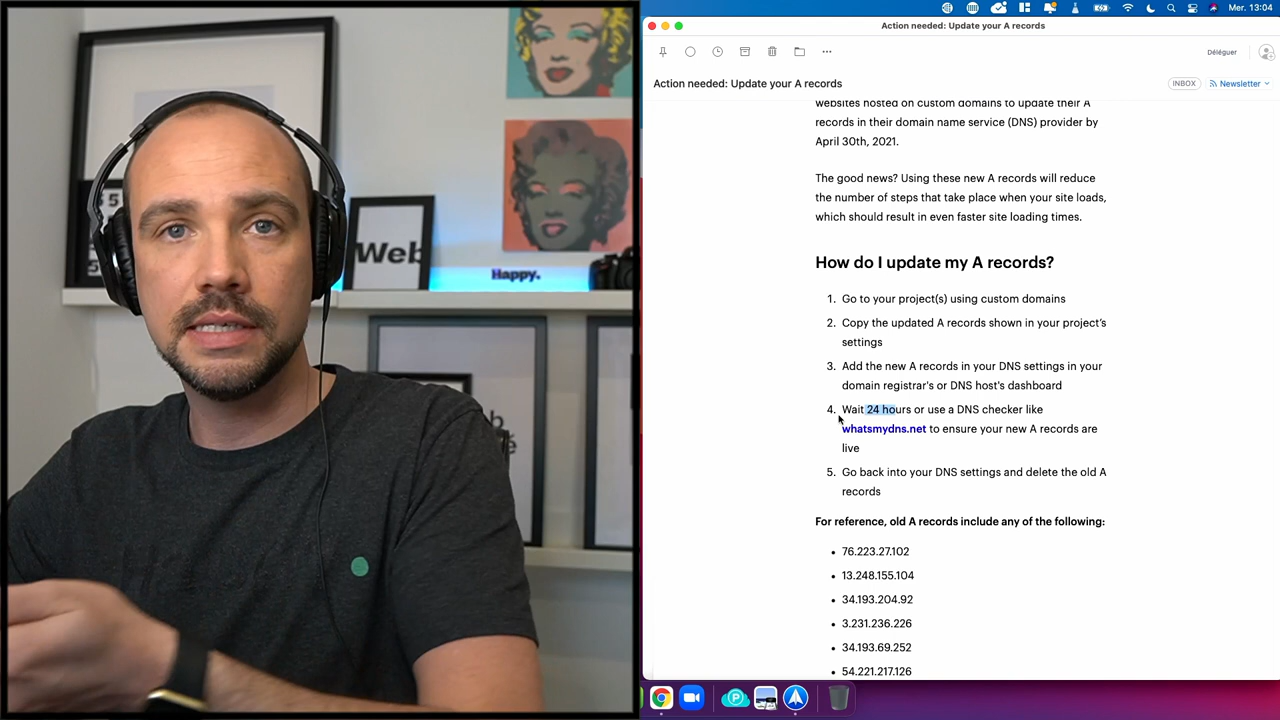 Web
Happy.
Mer. 13:04
Action needed: Update your A records
Déléguer
Action needed: Update your A records
INBOX
Newsletter
websites hosted on custom domains to update their A
records in their domain name service (DNS) provider by
April 30th, 2021.
The good news? Using these new A records will reduce
the number of steps that take place when your site loads,
which should result in even faster site loading times.
How do I update my A records?
1. Go to your project(s) using custom domains
2. Copy the updated A records shown in your project's
settings
3. Add the new A records in your DNS settings in your
domain registrar's or DNS host's dashboard
4. Wait 24 hours or use a DNS checker like
whatsmydns.net to ensure your new A records are
live
5. Go back into your DNS settings and delete the old A
records
For reference, old A records include any of the following:
• 76.223.27.102
• 13.248.155.104
• 34.193.204.92
• 3.231.236.226
• 34.193.69.252
• 54.221.217.126